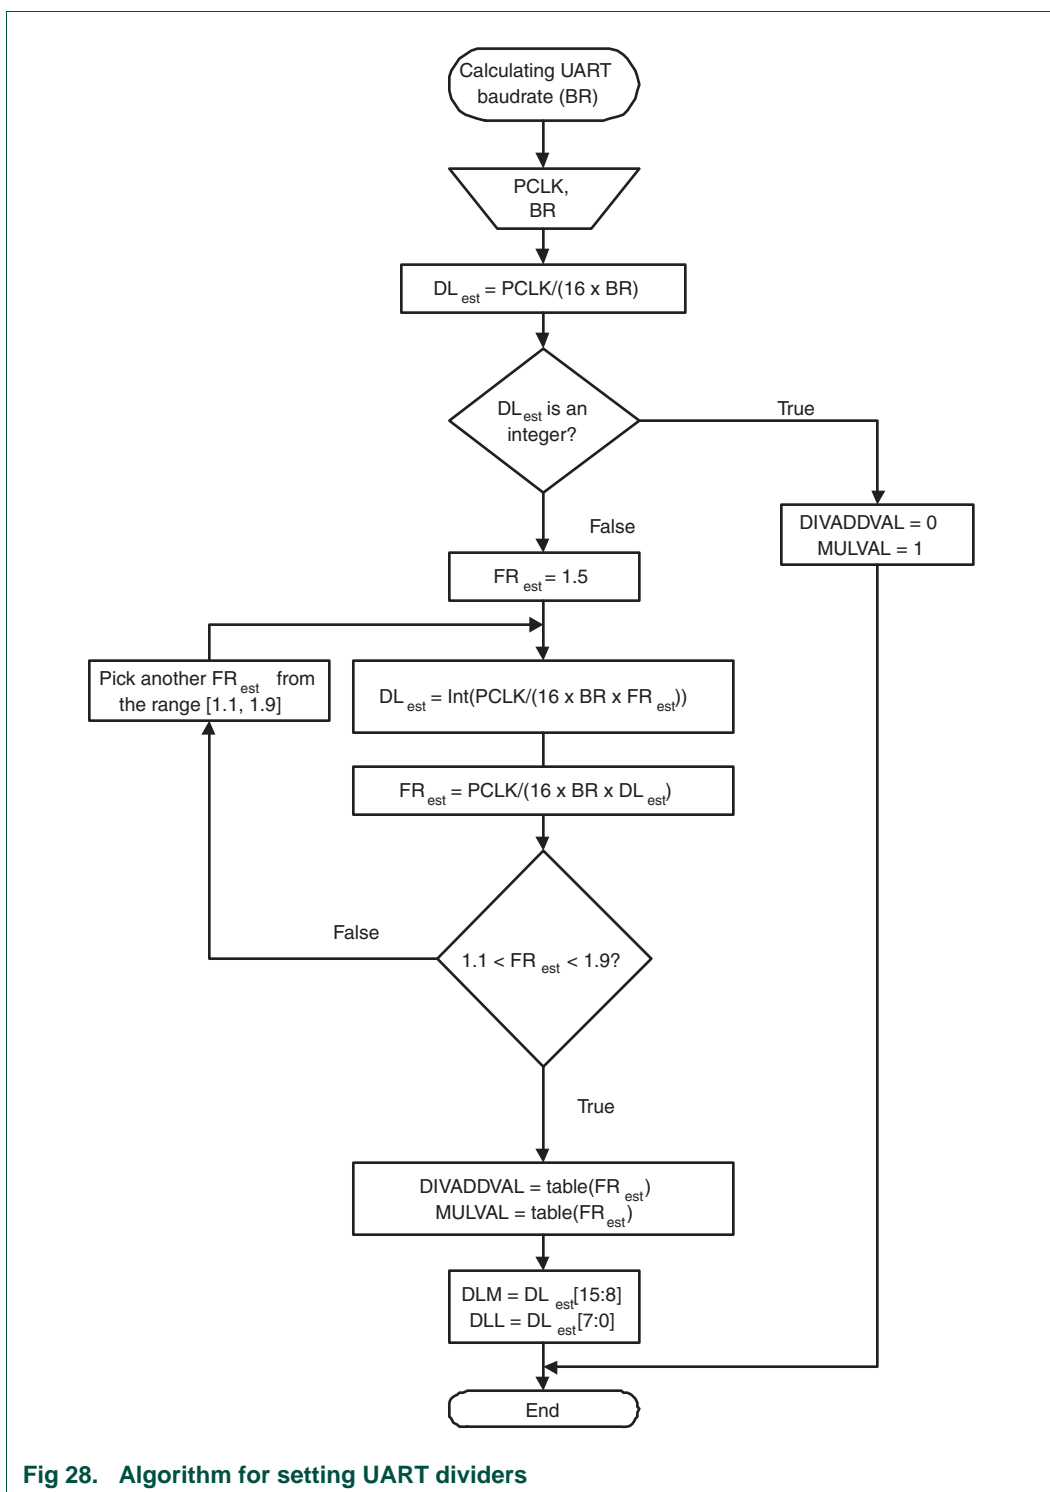 Calculating UART
baudrate (BR)
PCLK,
BR
DL est = PCLK/(16 x BR)
DL est is an
integer?
True
False
DIVADDVAL = 0
MULVAL = 1
FR est = 1.5
Pick another FR est from
the range [1.1, 1.9]
DL est = Int(PCLK/(16 x BR x FR est))
FR est = PCLK/(16 x BR x DL est)
False
1.1 < FR est < 1.9?
True
DIVADDVAL = table(FR est)
MULVAL = table(FR est)
DLM = DL est [15:8]
DLL = DL est [7:0]
End
Fig 28. Algorithm for setting UART dividers